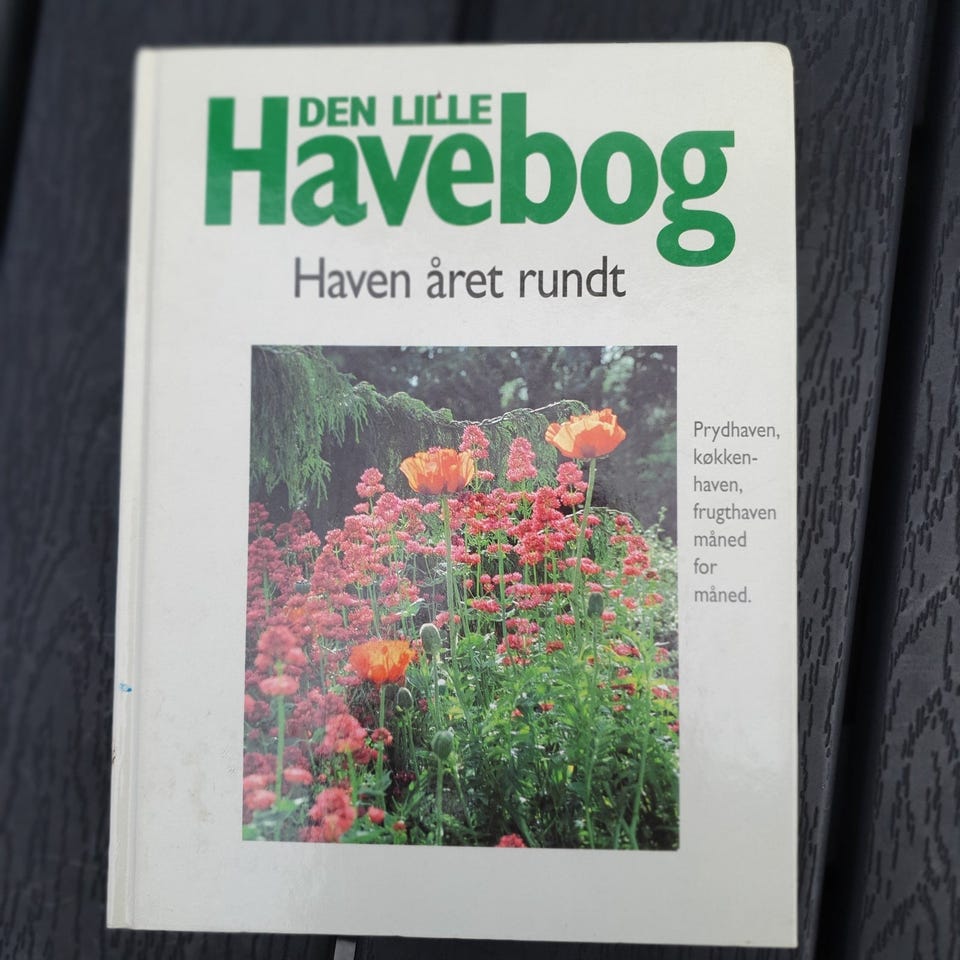 DEN LILLE
Havebog
Haven året rundt
Prydhaven,
køkken-
haven,
frugthaven
måned
for
måned.